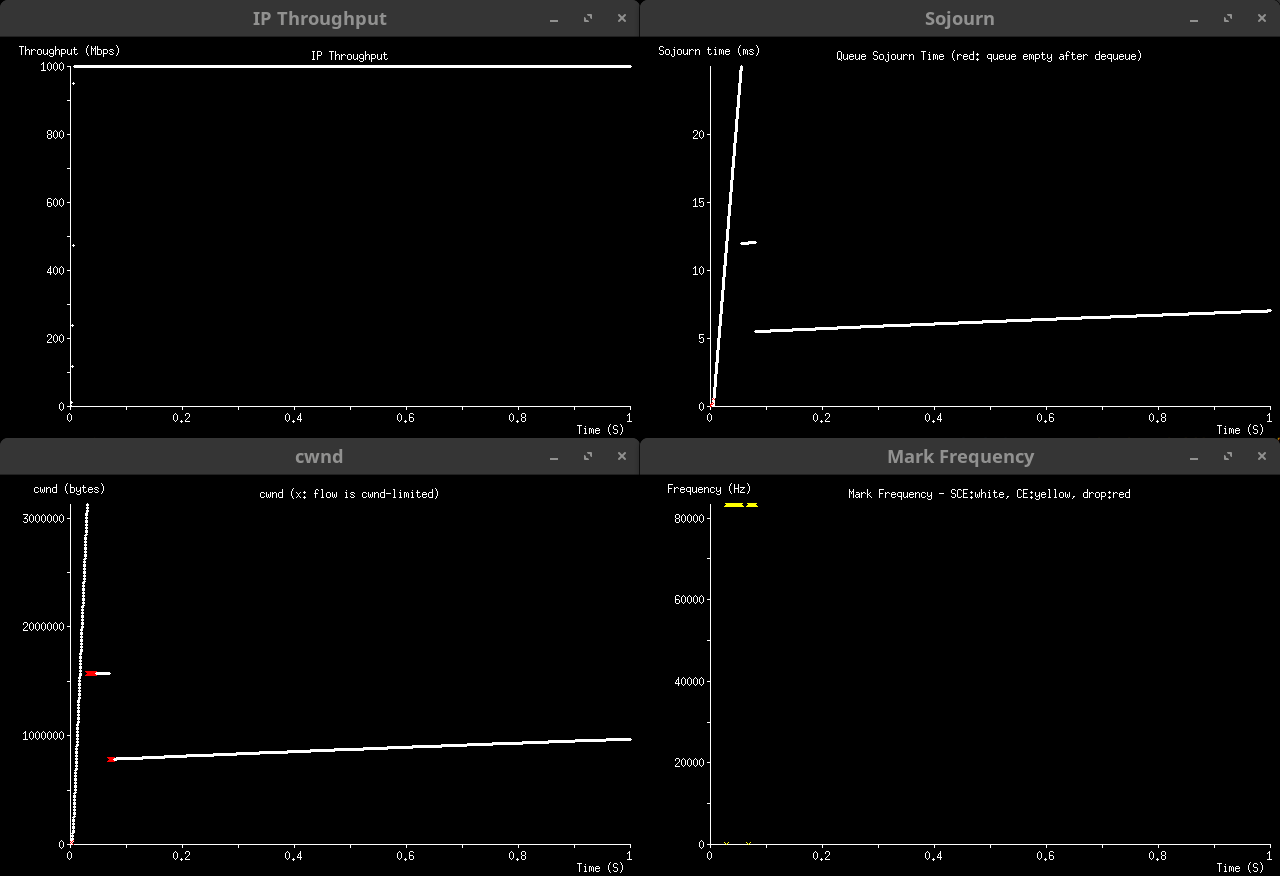 IP Throughput
Throughput (Mbps)
IP Throughput
1000
800
600
400
200
0
0 0.2 0.4 0.6 0.8 1
Time (S)
Sojourn
Sojourn time (ms)
Queue Sojourn Time (red: queue empty after dequeue)
20
15
10
5
0
0 0.2 0.4 0.6 0.8 1
Time (S)
cwnd
cwnd (bytes)
cwnd (x: flow is cwnd-limited)
3000000
2000000
1000000
0
0 0.2 0.4 0.6 0.8 1
Time (S)
Mark Frequency
Frequency (Hz)
Mark Frequency - SCE:white, CE:yellow, drop:red
80000
60000
40000
20000
0
0 0.2 0.4 0.6 0.8 1
Time (S)